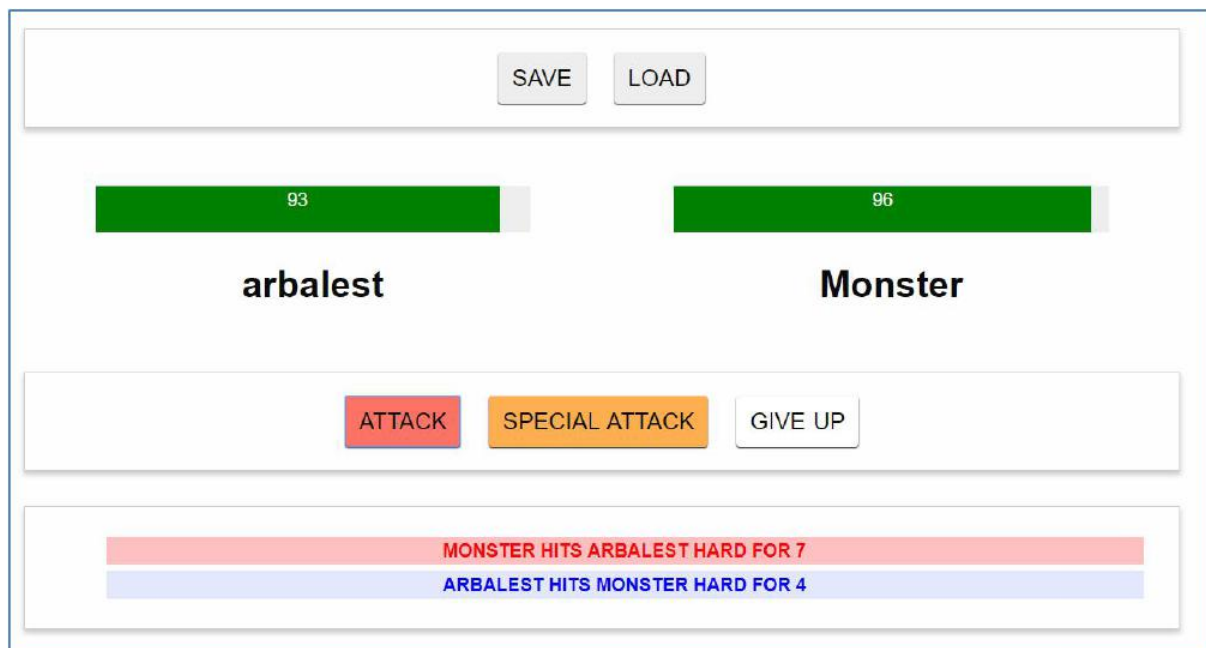 SAVE LOAD
93 96
arbalest Monster
ATTACK SPECIAL ATTACK GIVE UP
MONSTER HITS ARBALEST HARD FOR 7
ARBALEST HITS MONSTER HARD FOR 4